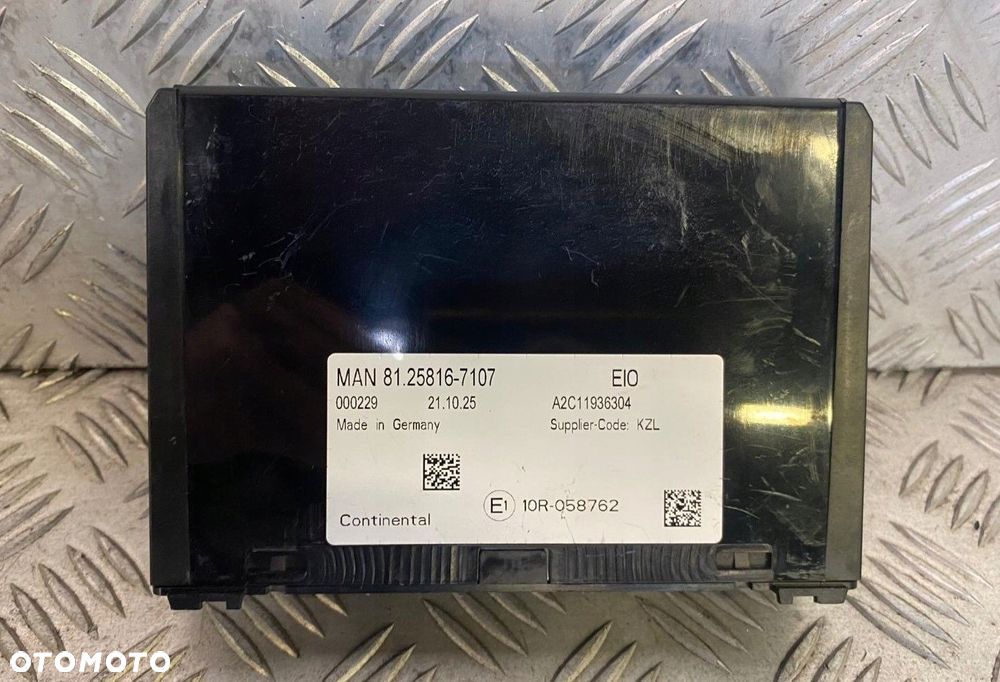 MAN 81.25816-7107 EIO
000229 21.10.25 A2C11936304
Made in Germany Supplier-Code: KZL
E1 10R-058762
Continental
OTOMOTO